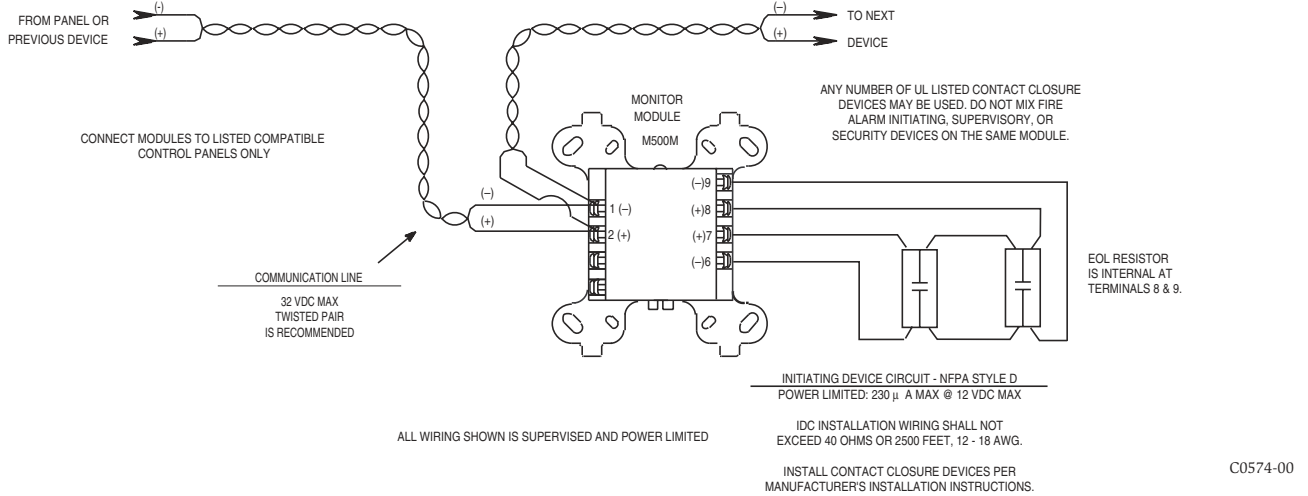 FROM PANEL OR
PREVIOUS DEVICE
(-)
(+)
(–)
(+)
TO NEXT
DEVICE
CONNECT MODULES TO LISTED COMPATIBLE
CONTROL PANELS ONLY
MONITOR
MODULE
M500M
ANY NUMBER OF UL LISTED CONTACT CLOSURE
DEVICES MAY BE USED. DO NOT MIX FIRE
ALARM INITIATING, SUPERVISORY, OR
SECURITY DEVICES ON THE SAME MODULE.
(–)
(+)
1 (–)
2 (+)
(–)9
(+)8
(+)7
(–)6
EOL RESISTOR
IS INTERNAL AT
TERMINALS 8 & 9.
COMMUNICATION LINE
32 VDC MAX
TWISTED PAIR
IS RECOMMENDED
INITIATING DEVICE CIRCUIT - NFPA STYLE D
POWER LIMITED: 230 μ A MAX @ 12 VDC MAX
ALL WIRING SHOWN IS SUPERVISED AND POWER LIMITED
IDC INSTALLATION WIRING SHALL NOT
EXCEED 40 OHMS OR 2500 FEET, 12 - 18 AWG.
INSTALL CONTACT CLOSURE DEVICES PER
MANUFACTURER'S INSTALLATION INSTRUCTIONS.
C0574-00